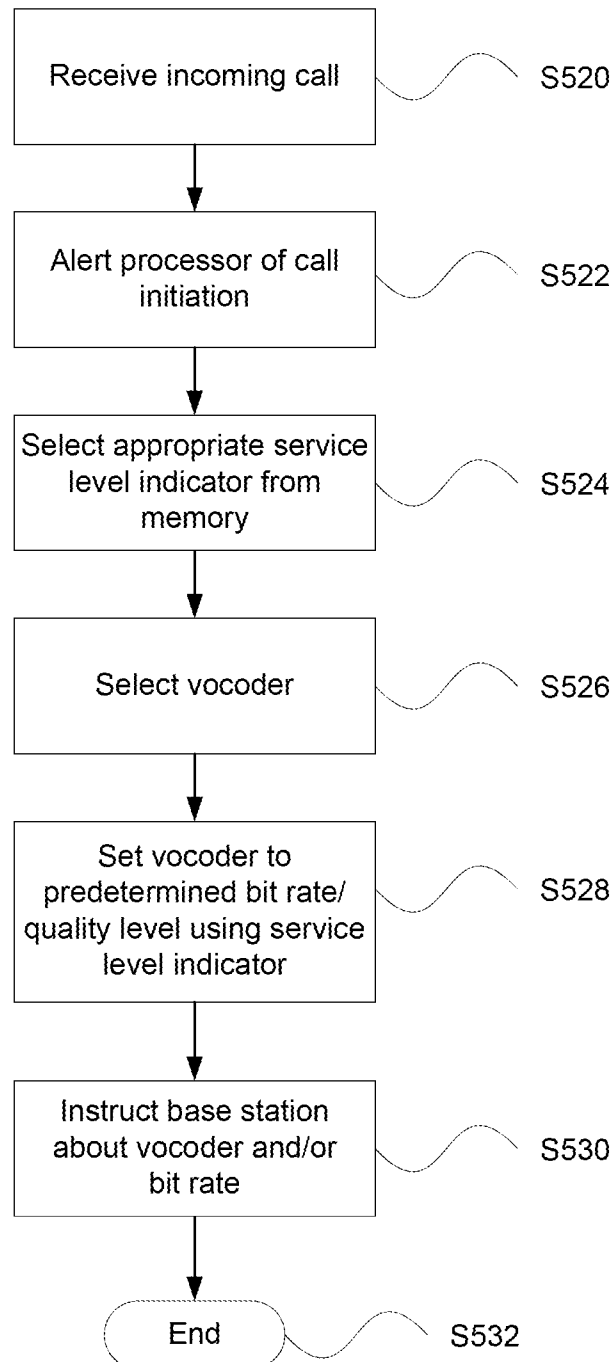 Receive incoming call
S520
Alert processor of call
initiation
S522
Select appropriate service
level indicator from
memory
S524
Select vocoder
S526
Set vocoder to
predetermined bit rate/
quality level using service
level indicator
S528
Instruct base station
about vocoder and/or
bit rate
S530
End
S532